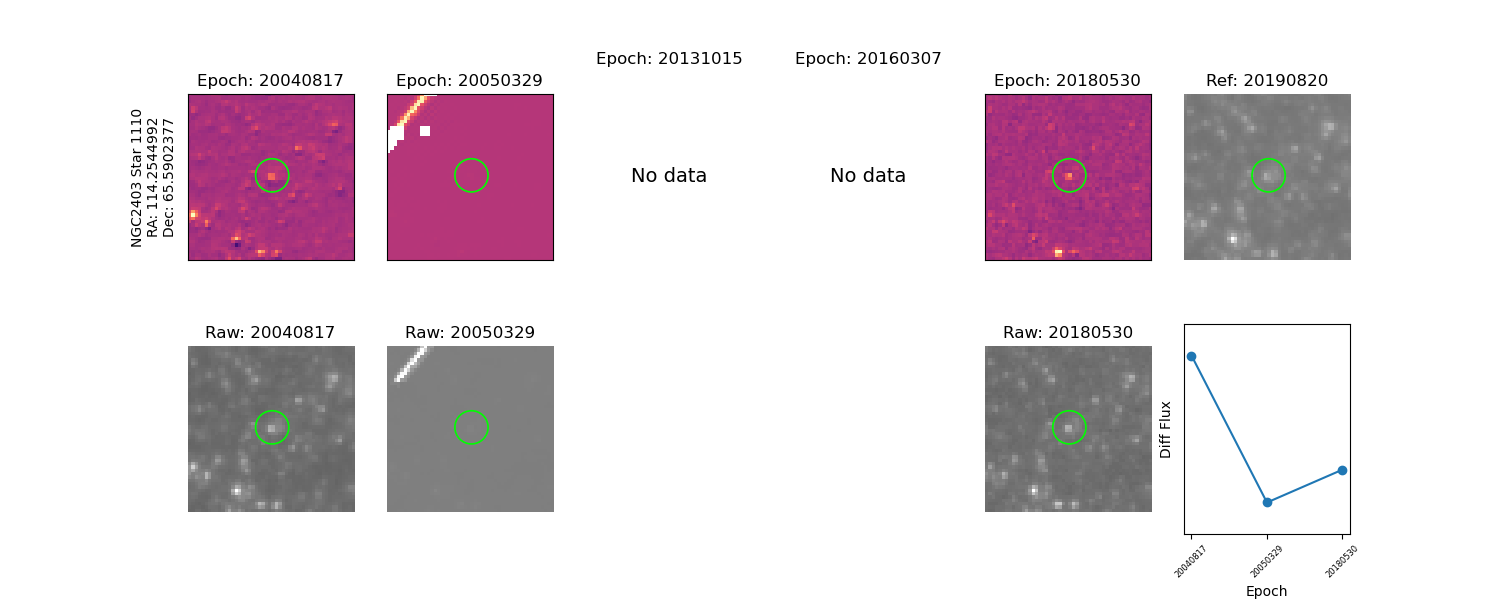 Epoch: 20131015
Epoch: 20160307
Epoch: 20040817
Epoch: 20050329
Epoch: 20180530
Ref: 20190820
NGC2403 Star 1110
RA: 114.2544992
Dec: 65.5902377
No data
No data
Raw: 20040817
Raw: 20050329
Raw: 20180530
Diff Flux
20040817
20050329
20180530
Epoch